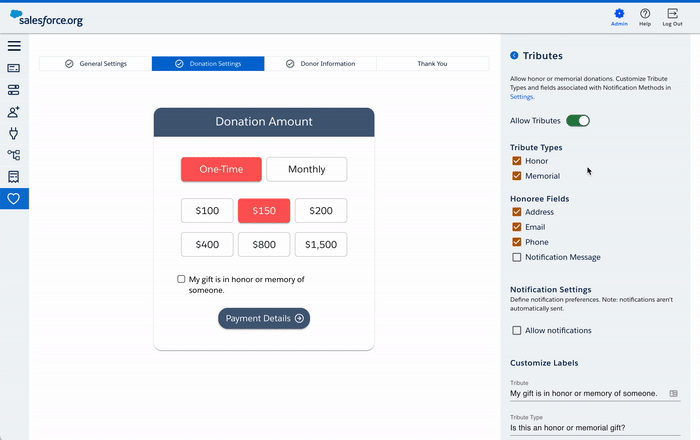 salesforce.org
Admin
Help
Log Out
General Settings
Donation Settings
Donor Information
Thank You
Donation Amount
One-Time
Monthly
$100
$150
$200
$400
$800
$1,500
My gift is in honor or memory of
someone.
Payment Details
Tributes
Allow honor or memorial donations. Customize Tribute
Types and fields associated with Notification Methods in
Settings.
Allow Tributes
Tribute Types
Honor
Memorial
Honoree Fields
Address
Email
Phone
Notification Message
Notification Settings
Define notification preferences. Note: notifications aren't
automatically sent.
Allow notifications
Customize Labels
Tribute
My gift is in honor or memory of someone.
Tribute Type
Is this an honor or memorial gift?